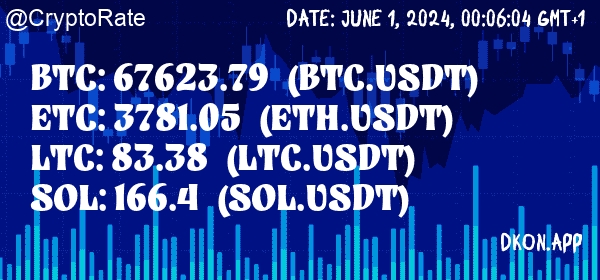 @CryptoRate
DATE: JUNE 1, 2024, 00:06:04 GMT+1
BTC: 67623.79 (BTC.USDT)
ETC: 3781.05 (ETH.USDT)
LTC: 83.38 (LTC.USDT)
SOL: 166.4 (SOL.USDT)
DKON.APP